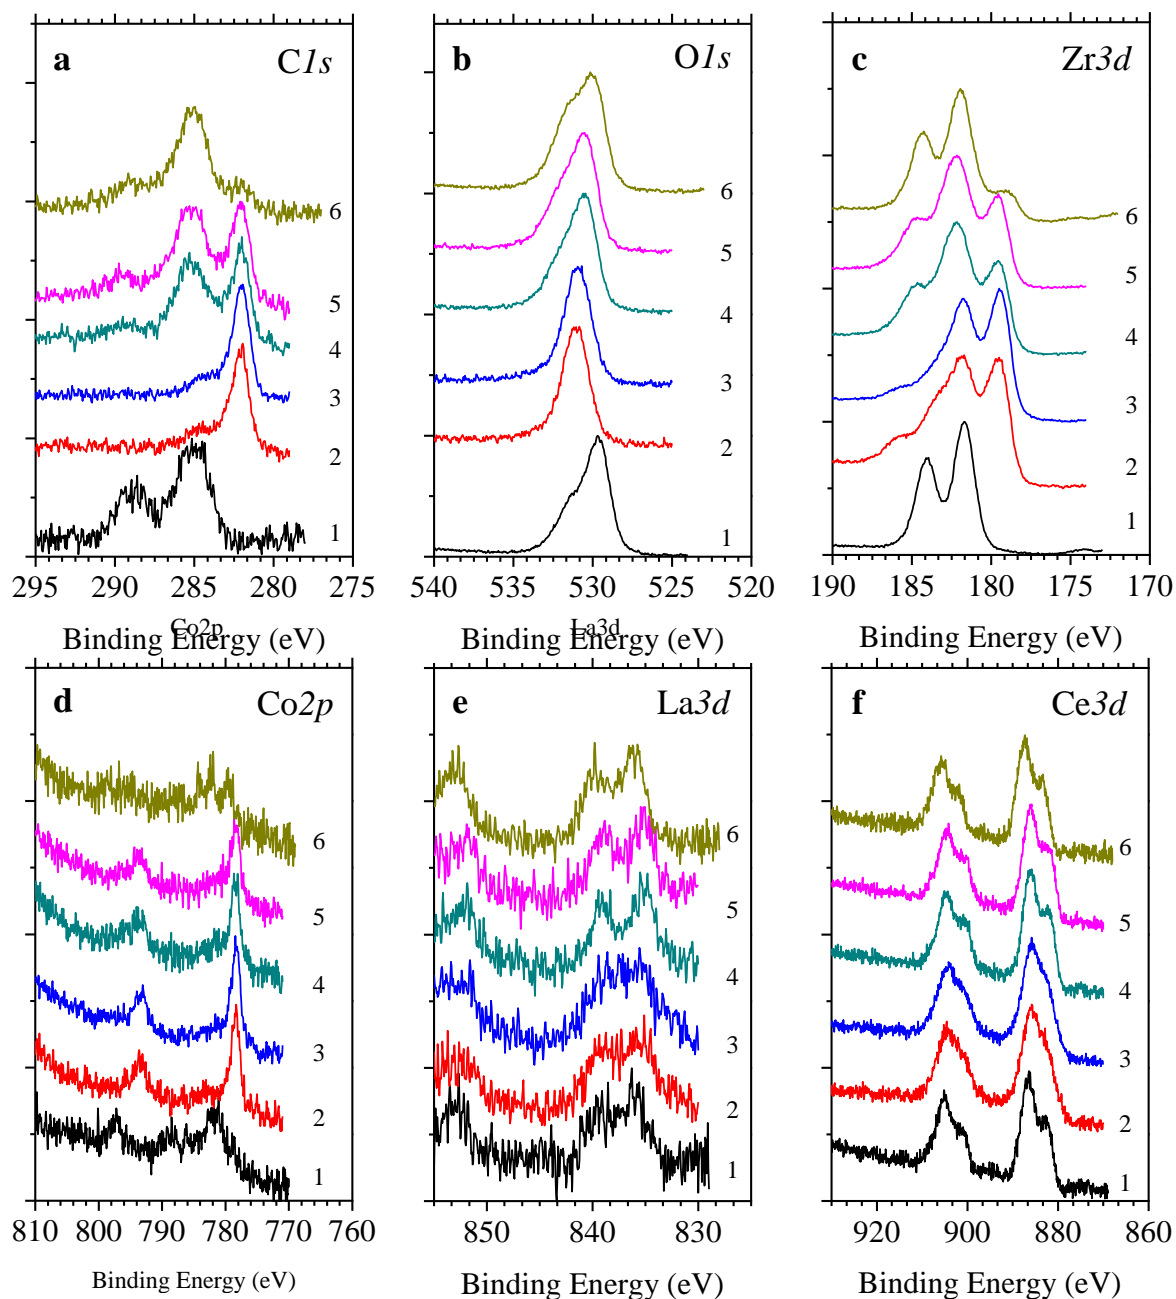 a C1s
6
5
4
3
2
1
295 290 285 280 275
Binding Energy (eV)
b O1s
6
5
4
3
2
1
540 535 530 525 520
Binding Energy (eV)
c Zr3d
6
5
4
3
2
1
190 185 180 175 170
Binding Energy (eV)
Co2p
d Co2p
6
5
4
3
2
1
810 800 790 780 770 760
Binding Energy (eV)
La3d
e La3d
6
5
4
3
2
1
850 840 830
Binding Energy (eV)
f Ce3d
6
5
4
3
2
1
920 900 880 860
Binding Energy (eV)